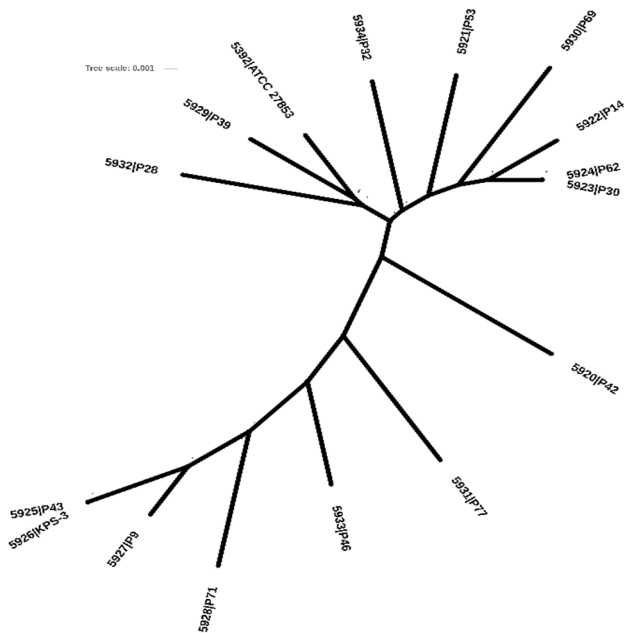 Tree scale: 0.001
5934|P32
5921|P53
5930|P69
5392|ATCC 27853
5929|P39
5922|P14
5932|P28
5924|P62
5923|P30
5920|P42
5931|P77
5925|P43
5926|KPS-3
5933|P46
5927|P9
5928|P71